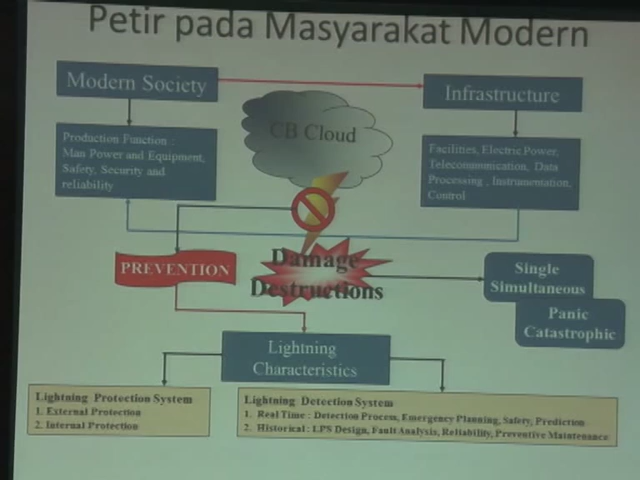 Petir pada Masyarakat Modern
Modern Society
Infrastructure
CB Cloud
Production Function :
Man Power and Equipment,
Safety, Security and
reliability
Facilities, Electric Power,
Telecommunication, Data
Processing , Instrumentation,
Control
PREVENTION
Damage
Destructions
Single
Simultaneous
Panic
Catastrophic
Lightning
Characteristics
Lightning Protection System
1. External Protection
2. Internal Protection
Lightning Detection System
1. Real Time : Detection Process, Emergency Planning, Safety, Prediction
2. Historical : LPS Design, Fault Analysis, Reliability, Preventive Maintenance